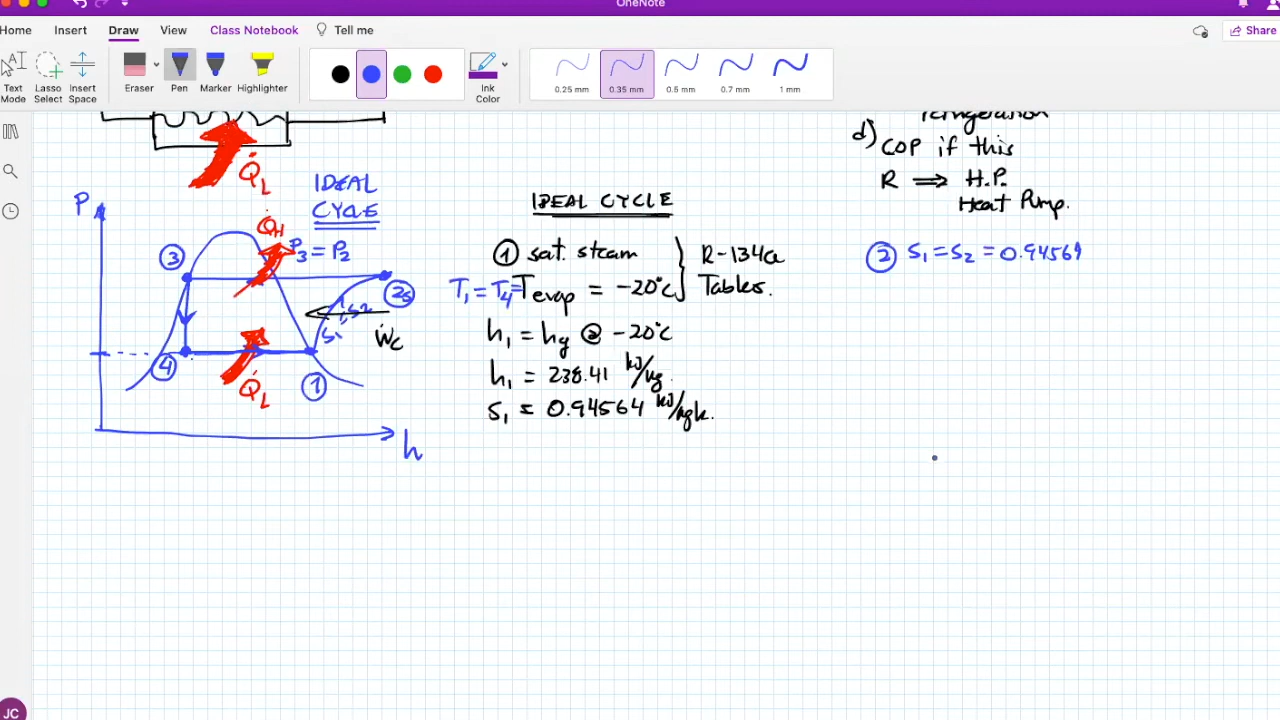 OneNote
Home Insert Draw View Class Notebook Tell me
Share
Text Mode
Lasso Select
Insert Space
Eraser
Pen
Marker
Highlighter
Ink Color
0.25 mm
0.35 mm
0.5 mm
0.7 mm
1 mm
refrigeration
d) COP if this
R ⟹ H.P.
Heat Pump.
Q̇L
IDEAL CYCLE
P
Q̇H
P3 = P2
3
2s
S1=S2
Ẇc
4
1
Q̇L
h
IDEAL CYCLE
① sat. steam } R-134a
T1 = T4 = Tevap = -20°C } Tables.
h1 = hg @ -20°C
h1 = 238.41 kJ/kg.
S1 = 0.94564 kJ/kgK.
② S1 = S2 = 0.94564
JC